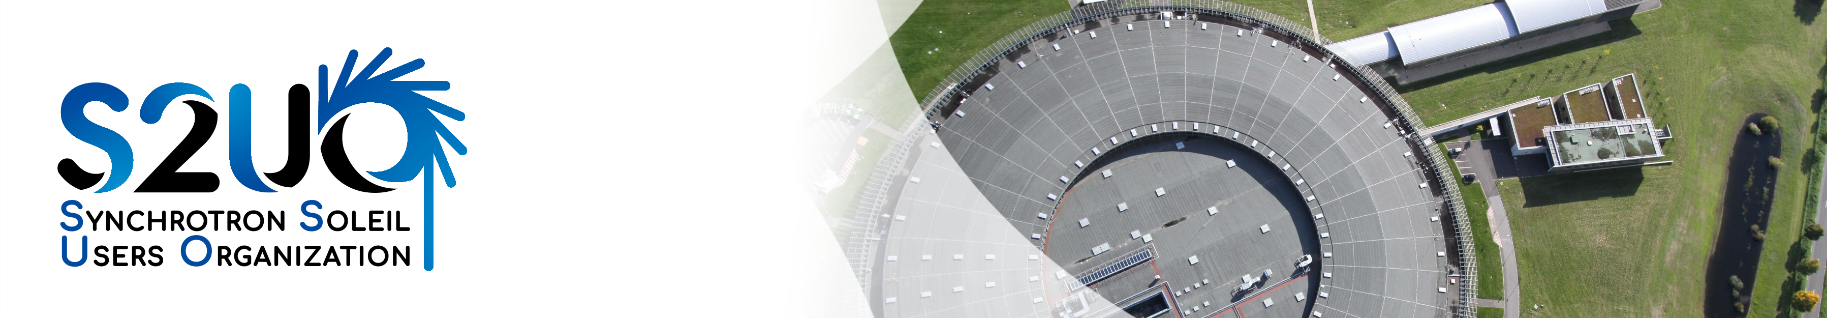 S2UO
SYNCHROTRON SOLEIL
USERS ORGANIZATION